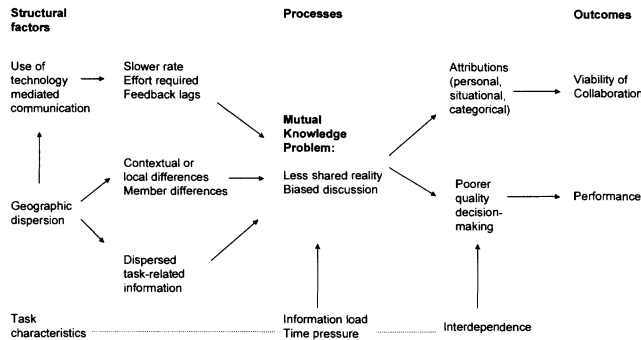 Structural
factors
Processes
Outcomes
Use of
technology
mediated
communication
Slower rate
Effort required
Feedback lags
Attributions
(personal,
situational,
categorical)
Viability of
Collaboration
Mutual
Knowledge
Problem:
Less shared reality
Biased discussion
Contextual or
local differences
Member differences
Geographic
dispersion
Poorer
quality
decision-
making
Performance
Dispersed
task-related
information
Task
characteristics
Information load
Time pressure
Interdependence